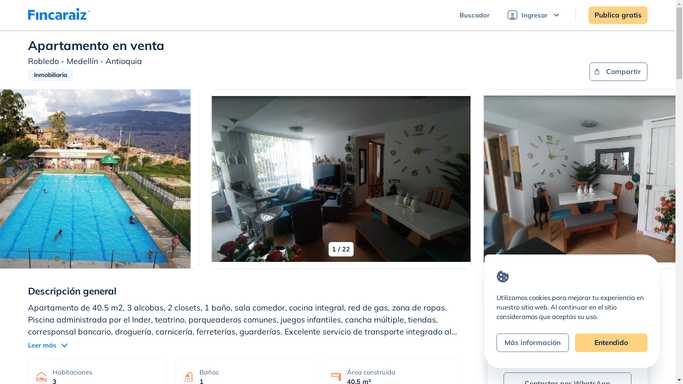 Fincaraiz
Buscador
Ingresar
Publica gratis
Apartamento en venta
Robledo - Medellín - Antioquia
Inmobiliaria
Compartir
1 / 22
Descripción general
Apartamento de 40.5 m2, 3 alcobas, 2 closets, 1 baño, sala comedor, cocina integral, red de gas, zona de ropas.
Piscina administrada por el Inder, teatrino, parqueaderos comunes, juegos infantiles, cancha múltiple, tiendas,
corresponsal bancario, droguería, carnicería, ferreterías, guarderías. Excelente servicio de transporte integrado al...
Leer más
Habitaciones
3
Baños
1
Área construida
40.5 m²
Utilizamos cookies para mejorar tu experiencia en
nuestro sitio web. Al continuar en el sitio
consideramos que aceptas su uso.
Más información
Entendido
Contactar por WhatsApp